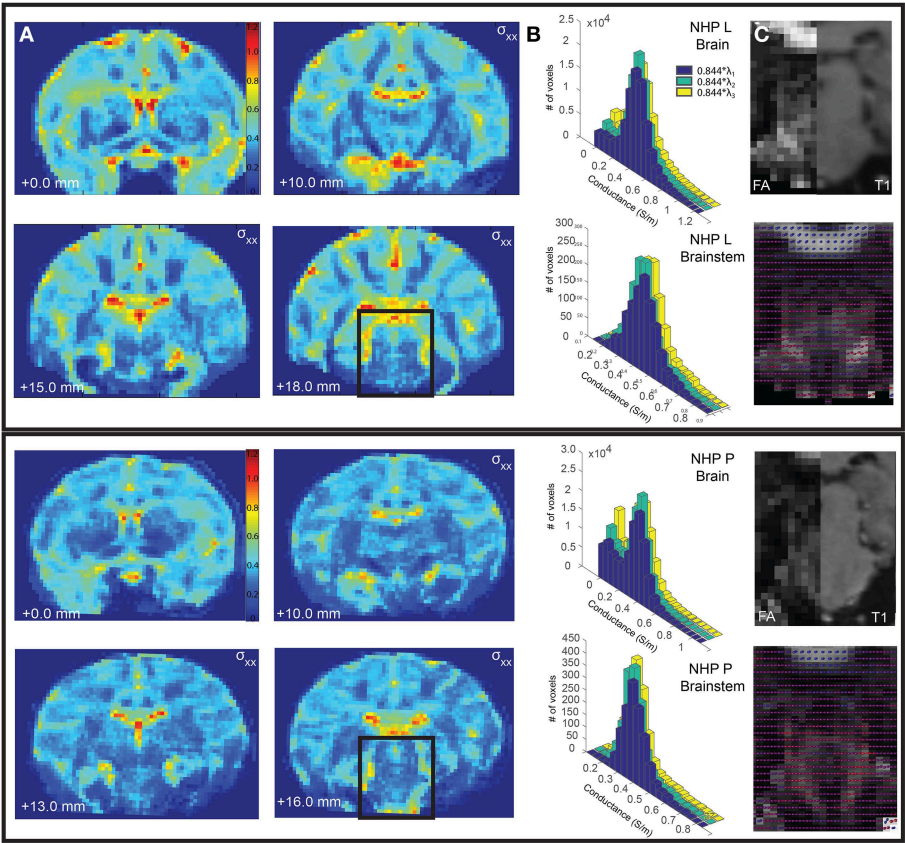 A
σxx
+0.0 mm
+10.0 mm
1.2
1.0
0.8
0.6
0.4
0.2
0
σxx
+15.0 mm
σxx
+18.0 mm
B
NHP L
Brain
x10⁴
0.844*λ1
0.844*λ2
0.844*λ3
2.5
2.0
1.5
1.0
0.5
0
# of voxels
0
0.2
0.4
0.6
0.8
1
1.2
Conductance (S/m)
NHP L
Brainstem
300
250
200
150
100
50
0
# of voxels
0.2
0.3
0.4
0.5
0.6
0.7
0.8
Conductance (S/m)
C
FA
T1
+0.0 mm
1.2
1.0
0.8
0.6
0.4
0.2
0
σxx
+10.0 mm
σxx
+13.0 mm
σxx
+16.0 mm
NHP P
Brain
x10⁴
3.0
2.5
2.0
1.5
1.0
0.5
0
# of voxels
0
0.2
0.4
0.6
0.8
1
Conductance (S/m)
NHP P
Brainstem
450
400
350
300
250
200
150
100
50
0
# of voxels
0.2
0.3
0.4
0.5
0.6
0.7
0.8
Conductance (S/m)
FA
T1